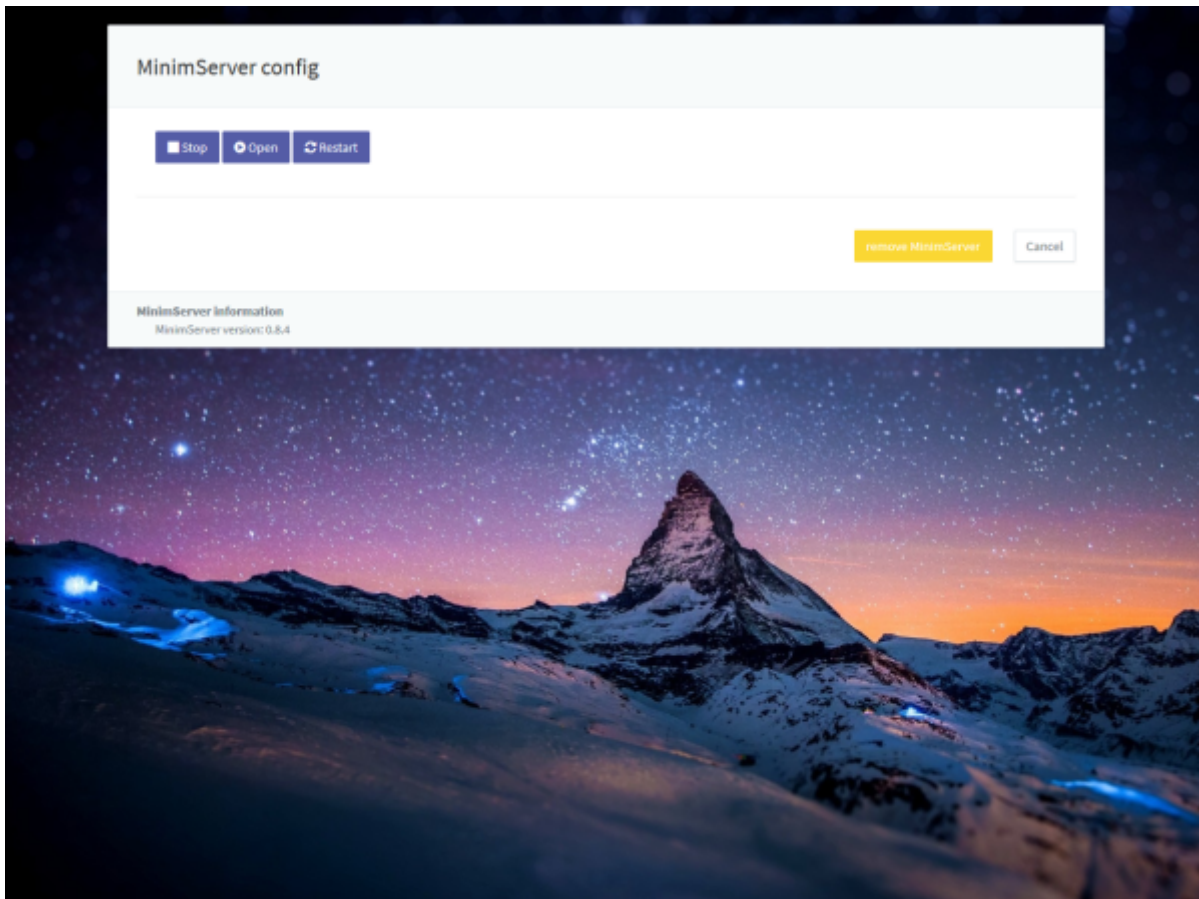 MinimServer config
Stop Open Restart
remove MinimServer Cancel
MinimServer information
MinimServer version: 0.8.4